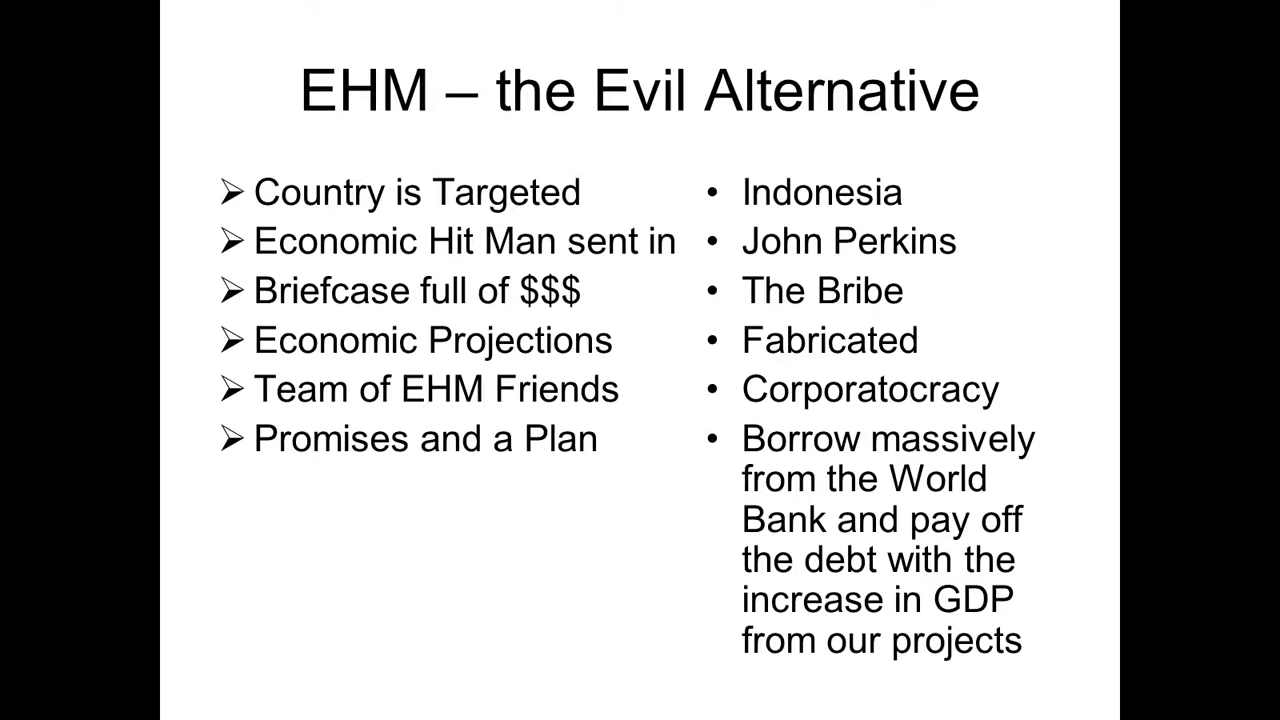 EHM – the Evil Alternative
➢ Country is Targeted
➢ Economic Hit Man sent in
➢ Briefcase full of $$$
➢ Economic Projections
➢ Team of EHM Friends
➢ Promises and a Plan
• Indonesia
• John Perkins
• The Bribe
• Fabricated
• Corporatocracy
• Borrow massively
from the World
Bank and pay off
the debt with the
increase in GDP
from our projects